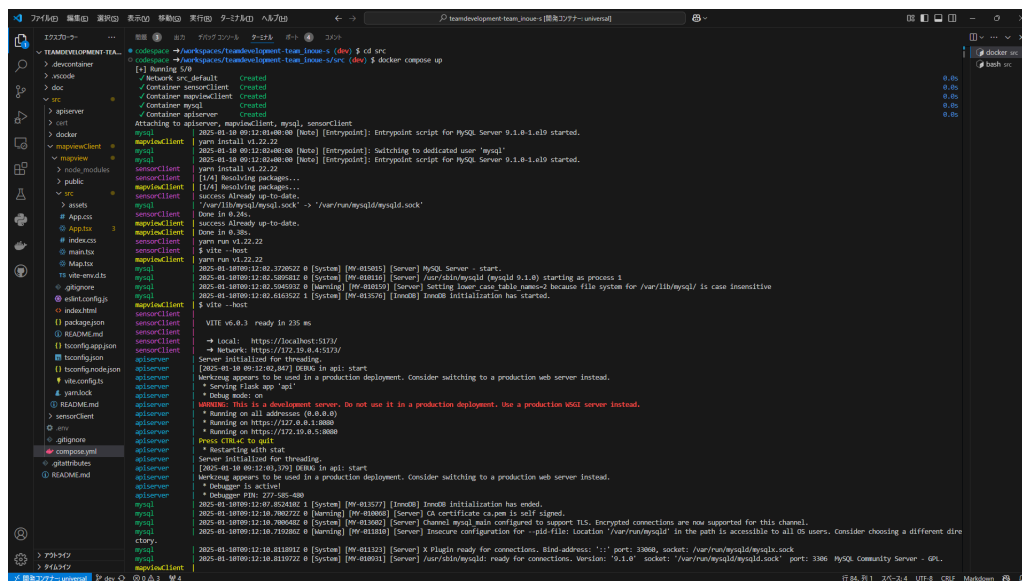 ファイル(F) 編集(E) 選択(S) 表示(V) 移動(G) 実行(R) ターミナル(T) ヘルプ(H)
teamdevelopment-team_inoue-s [開発コンテナー: universal]
エクスプローラー
TEAMDEVELOPMENT-TEA...
.devcontainer
.vscode
doc
src
apiserver
cert
docker
mapviewClient
mapview
node_modules
public
src
assets
App.css
App.tsx 3
index.css
main.tsx
Map.tsx
vite-env.d.ts
.gitignore
eslint.config.js
index.html
package.json
README.md
tsconfig.app.json
tsconfig.json
tsconfig.node.json
vite.config.ts
yarn.lock
README.md
sensorClient
.env
.gitignore
compose.yml
.gitattributes
README.md
アウトライン
タイムライン
問題 3 出力 デバッグ コンソール ターミナル ポート 4 コメント
codespace ➜ /workspaces/teamdevelopment-team_inoue-s (dev) $ cd src
codespace ➜ /workspaces/teamdevelopment-team_inoue-s/src (dev) $ docker compose up
[+] Running 5/0
✓ Network src_default Created 0.0s
✓ Container sensorClient Created 0.0s
✓ Container mapviewClient Created 0.0s
✓ Container mysql Created 0.0s
✓ Container apiserver Created 0.0s
Attaching to apiserver, mapviewClient, mysql, sensorClient
mysql | 2025-01-10 09:12:01+00:00 [Note] [Entrypoint]: Entrypoint script for MySQL Server 9.1.0-1.el9 started.
mapviewClient | yarn install v1.22.22
mysql | 2025-01-10 09:12:02+00:00 [Note] [Entrypoint]: Switching to dedicated user 'mysql'
mysql | 2025-01-10 09:12:02+00:00 [Note] [Entrypoint]: Entrypoint script for MySQL Server 9.1.0-1.el9 started.
sensorClient | yarn install v1.22.22
sensorClient | [1/4] Resolving packages...
mapviewClient | [1/4] Resolving packages...
sensorClient | success Already up-to-date.
mysql | '/var/lib/mysql/mysql.sock' -> '/var/run/mysqld/mysqld.sock'
sensorClient | Done in 0.24s.
mapviewClient | success Already up-to-date.
mapviewClient | Done in 0.38s.
sensorClient | yarn run v1.22.22
sensorClient | $ vite --host
mapviewClient | yarn run v1.22.22
mysql | 2025-01-10T09:12:02.372052Z 0 [System] [MY-015015] [Server] MySQL Server - start.
mysql | 2025-01-10T09:12:02.589581Z 0 [System] [MY-010116] [Server] /usr/sbin/mysqld (mysqld 9.1.0) starting as process 1
mysql | 2025-01-10T09:12:02.594593Z 0 [Warning] [MY-010159] [Server] Setting lower_case_table_names=2 because file system for /var/lib/mysql/ is case insensitive
mysql | 2025-01-10T09:12:02.616352Z 1 [System] [MY-013576] [InnoDB] InnoDB initialization has started.
mapviewClient | $ vite --host
sensorClient |
sensorClient | VITE v6.0.3 ready in 235 ms
sensorClient |
sensorClient | ➜ Local: https://localhost:5173/
sensorClient | ➜ Network: https://172.19.0.4:5173/
apiserver | Server initialized for threading.
apiserver | [2025-01-10 09:12:02,847] DEBUG in api: start
apiserver | Werkzeug appears to be used in a production deployment. Consider switching to a production web server instead.
apiserver | * Serving Flask app 'api'
apiserver | * Debug mode: on
apiserver | WARNING: This is a development server. Do not use it in a production deployment. Use a production WSGI server instead.
apiserver | * Running on all addresses (0.0.0.0)
apiserver | * Running on https://127.0.0.1:8080
apiserver | * Running on https://172.19.0.5:8080
apiserver | Press CTRL+C to quit
apiserver | * Restarting with stat
apiserver | Server initialized for threading.
apiserver | [2025-01-10 09:12:03,379] DEBUG in api: start
apiserver | Werkzeug appears to be used in a production deployment. Consider switching to a production web server instead.
apiserver | * Debugger is active!
apiserver | * Debugger PIN: 277-585-480
mysql | 2025-01-10T09:12:07.852410Z 1 [System] [MY-013577] [InnoDB] InnoDB initialization has ended.
mysql | 2025-01-10T09:12:10.700272Z 0 [Warning] [MY-010068] [Server] CA certificate ca.pem is self signed.
mysql | 2025-01-10T09:12:10.700648Z 0 [System] [MY-013602] [Server] Channel mysql_main configured to support TLS. Encrypted connections are now supported for this channel.
mysql | 2025-01-10T09:12:10.719286Z 0 [Warning] [MY-011810] [Server] Insecure configuration for --pid-file: Location '/var/run/mysqld' in the path is accessible to all OS users. Consider choosing a different dire
ctory.
mysql | 2025-01-10T09:12:10.811891Z 0 [System] [MY-011323] [Server] X Plugin ready for connections. Bind-address: '::' port: 33060, socket: /var/run/mysqld/mysqlx.sock
mysql | 2025-01-10T09:12:10.811972Z 0 [System] [MY-010931] [Server] /usr/sbin/mysqld: ready for connections. Version: '9.1.0' socket: '/var/run/mysqld/mysqld.sock' port: 3306 MySQL Community Server - GPL.
mapviewClient |
docker src
bash src
開発コンテナー: universal dev 0 3 4
行 84、列 1 スペース: 4 UTF-8 CRLF Markdown